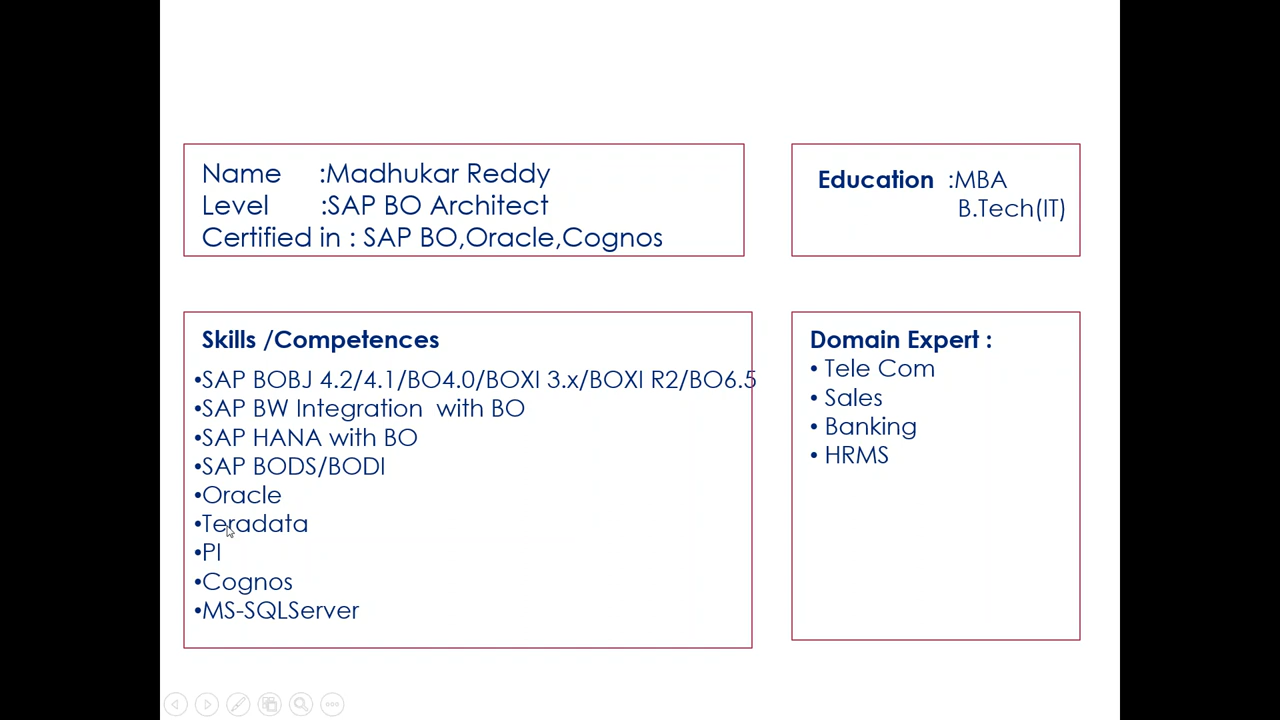 Name :Madhukar Reddy
Level :SAP BO Architect
Certified in : SAP BO,Oracle,Cognos
Education :MBA
B.Tech(IT)
Skills /Competences
•SAP BOBJ 4.2/4.1/BO4.0/BOXI 3.x/BOXI R2/BO6.5
•SAP BW Integration with BO
•SAP HANA with BO
•SAP BODS/BODI
•Oracle
•Teradata
•PI
•Cognos
•MS-SQLServer
Domain Expert :
• Tele Com
• Sales
• Banking
• HRMS